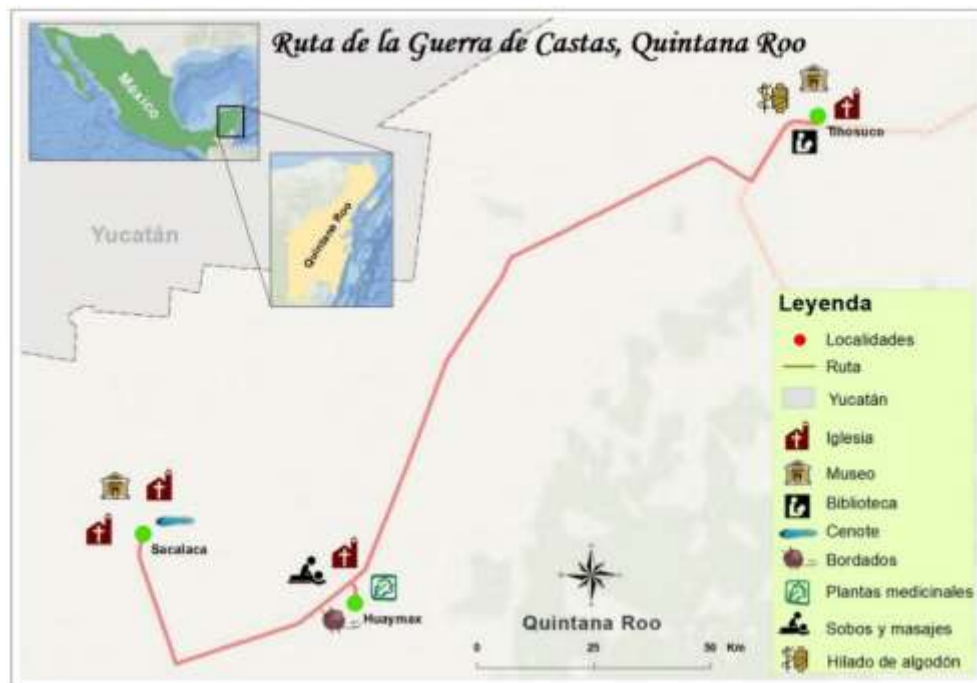 Ruta de la Guerra de Castas, Quintana Roo
México
Quintana Roo
Yucatán
Tihosuco
Sacalaca
Huaymax
Quintana Roo
0 25 50 Km
Leyenda
Localidades
Ruta
Yucatán
Iglesia
Museo
Biblioteca
Cenote
Bordados
Plantas medicinales
Sobos y masajes
Hilado de algodón